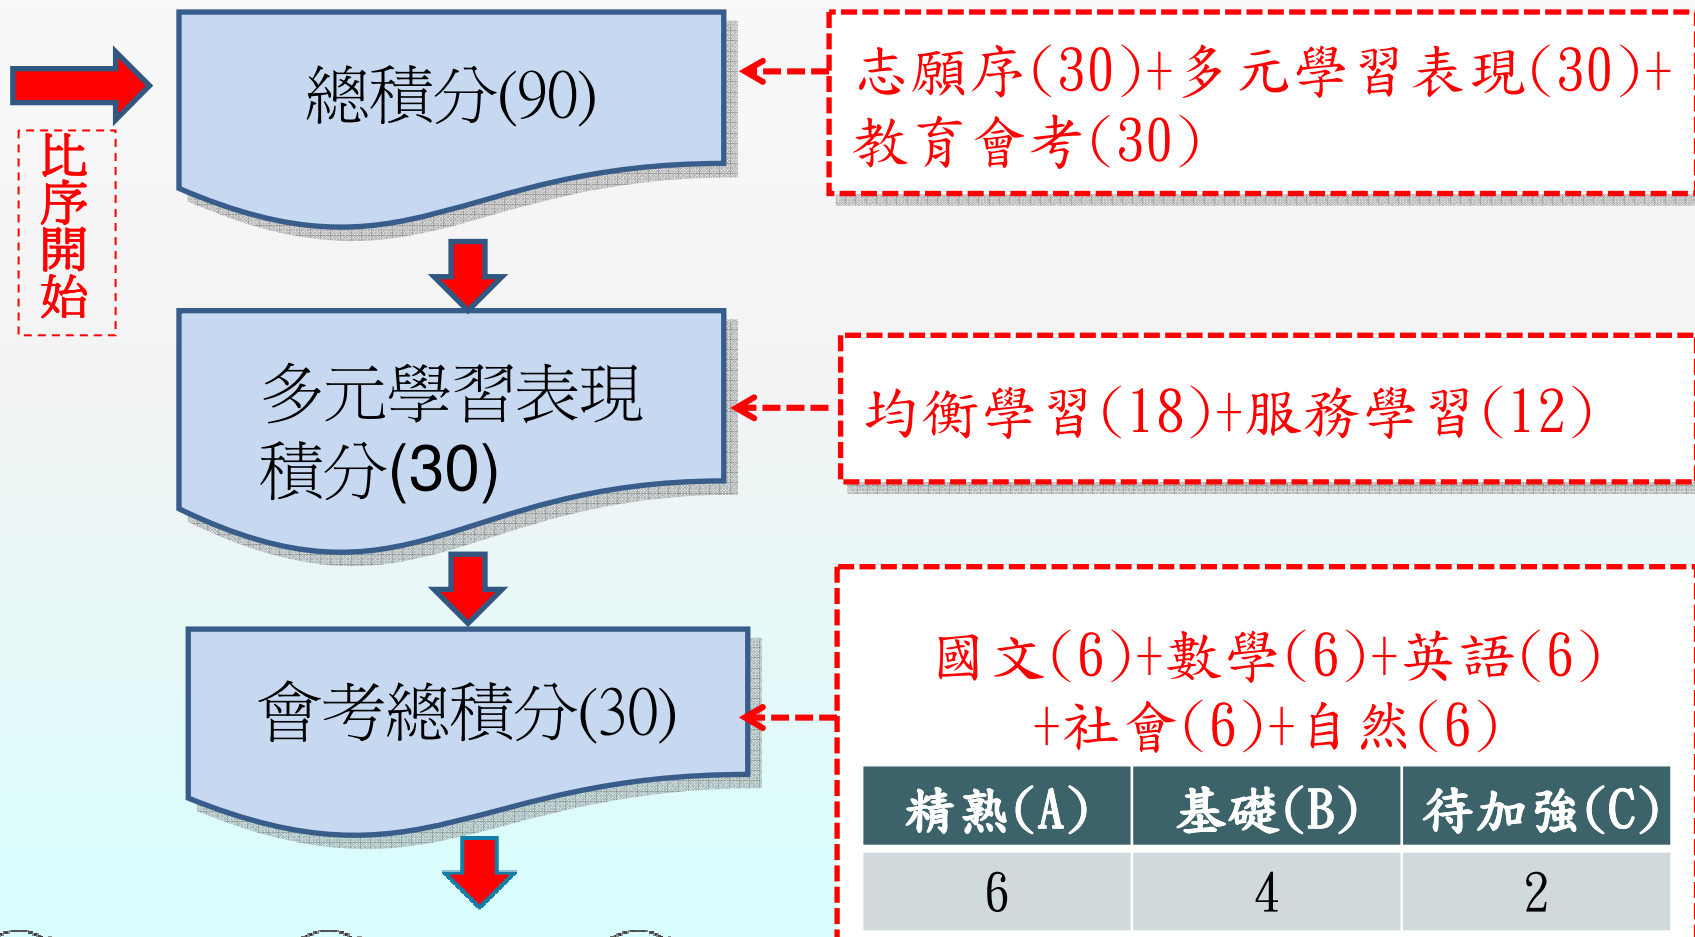 比序開始
總積分(90)
志願序(30)+多元學習表現(30)+
教育會考(30)
多元學習表現
積分(30)
均衡學習(18)+服務學習(12)
會考總積分(30)
國文(6)+數學(6)+英語(6)
+社會(6)+自然(6)
精熟(A) 基礎(B) 待加強(C)
6 4 2